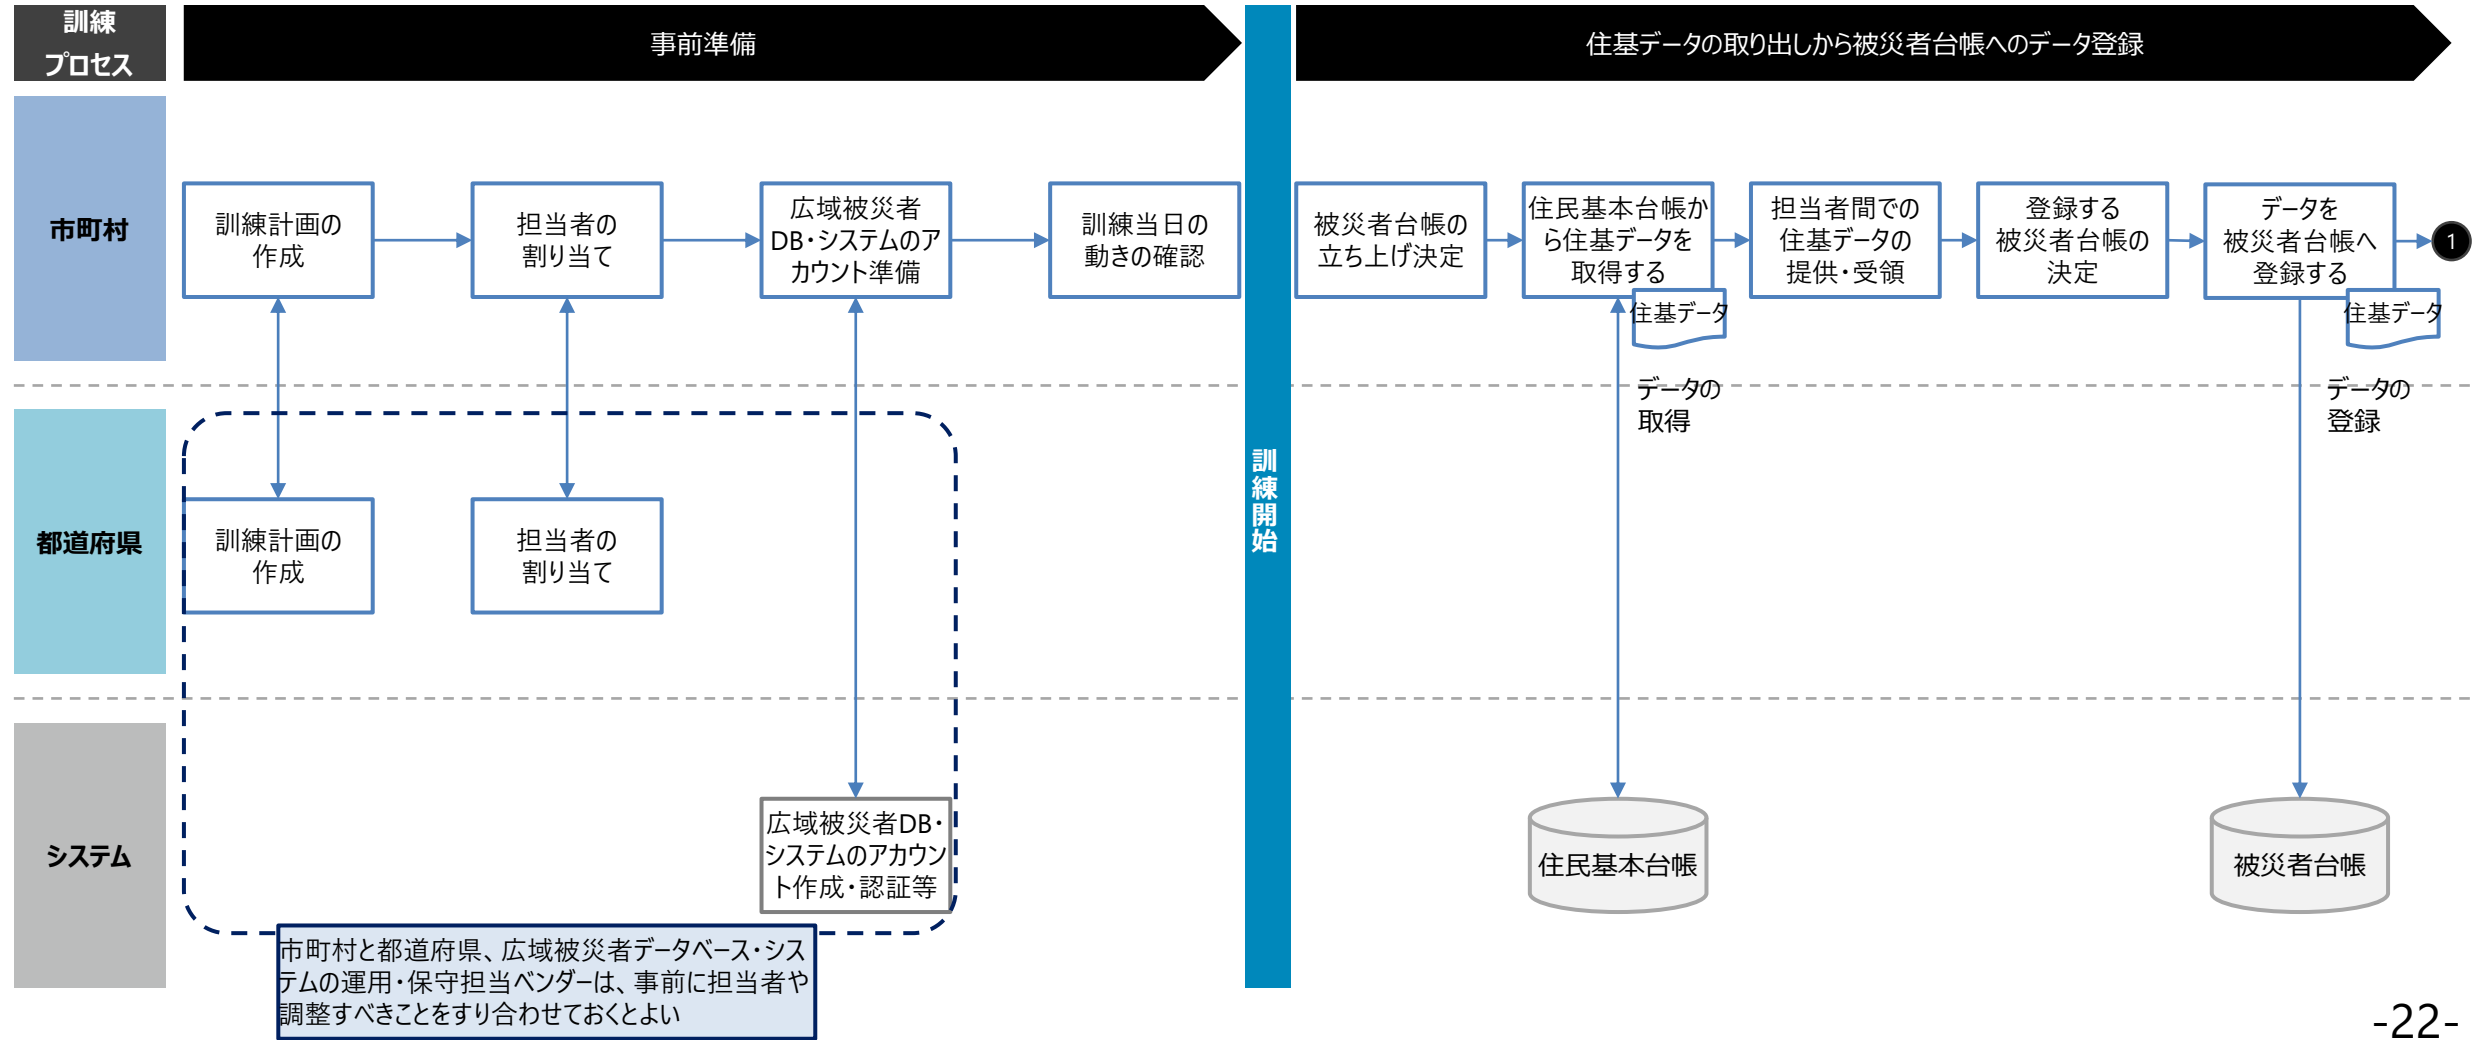 訓練
プロセス
事前準備
住基データの取り出しから被災者台帳へのデータ登録
市町村
訓練計画の
作成
担当者の
割り当て
広域被災者
DB・システムのア
カウント準備
訓練当日の
動きの確認
訓練開始
被災者台帳の
立ち上げ決定
住民基本台帳か
ら住基データを
取得する
住基データ
担当者間での
住基データの
提供・受領
登録する
被災者台帳の
決定
データを
被災者台帳へ
登録する
住基データ
1
データの
取得
データの
登録
都道府県
訓練計画の
作成
担当者の
割り当て
システム
広域被災者DB・
システムのアカウン
ト作成・認証等
住民基本台帳
被災者台帳
市町村と都道府県、広域被災者データベース・シス
テムの運用・保守担当ベンダーは、事前に担当者や
調整すべきことをすり合わせておくとよい
-22-